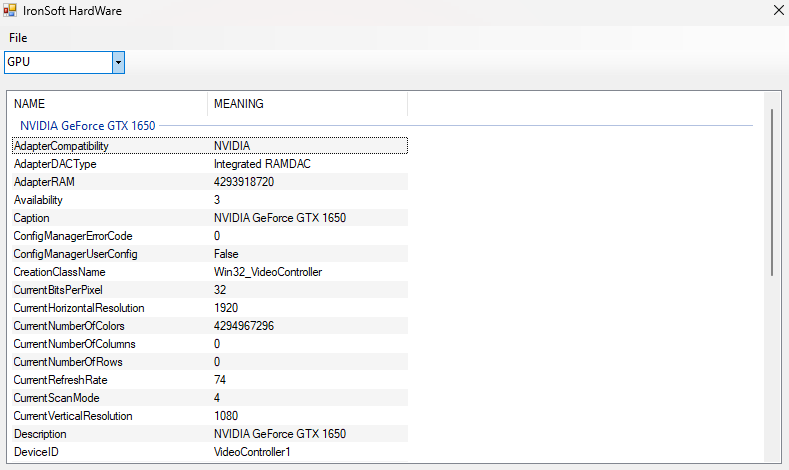 IronSoft HardWare
File
GPU
NAME MEANING
NVIDIA GeForce GTX 1650
AdapterCompatibility NVIDIA
AdapterDACType Integrated RAMDAC
AdapterRAM 4293918720
Availability 3
Caption NVIDIA GeForce GTX 1650
ConfigManagerErrorCode 0
ConfigManagerUserConfig False
CreationClassName Win32_VideoController
CurrentBitsPerPixel 32
CurrentHorizontalResolution 1920
CurrentNumberOfColors 4294967296
CurrentNumberOfColumns 0
CurrentNumberOfRows 0
CurrentRefreshRate 74
CurrentScanMode 4
CurrentVerticalResolution 1080
Description NVIDIA GeForce GTX 1650
DeviceID VideoController1